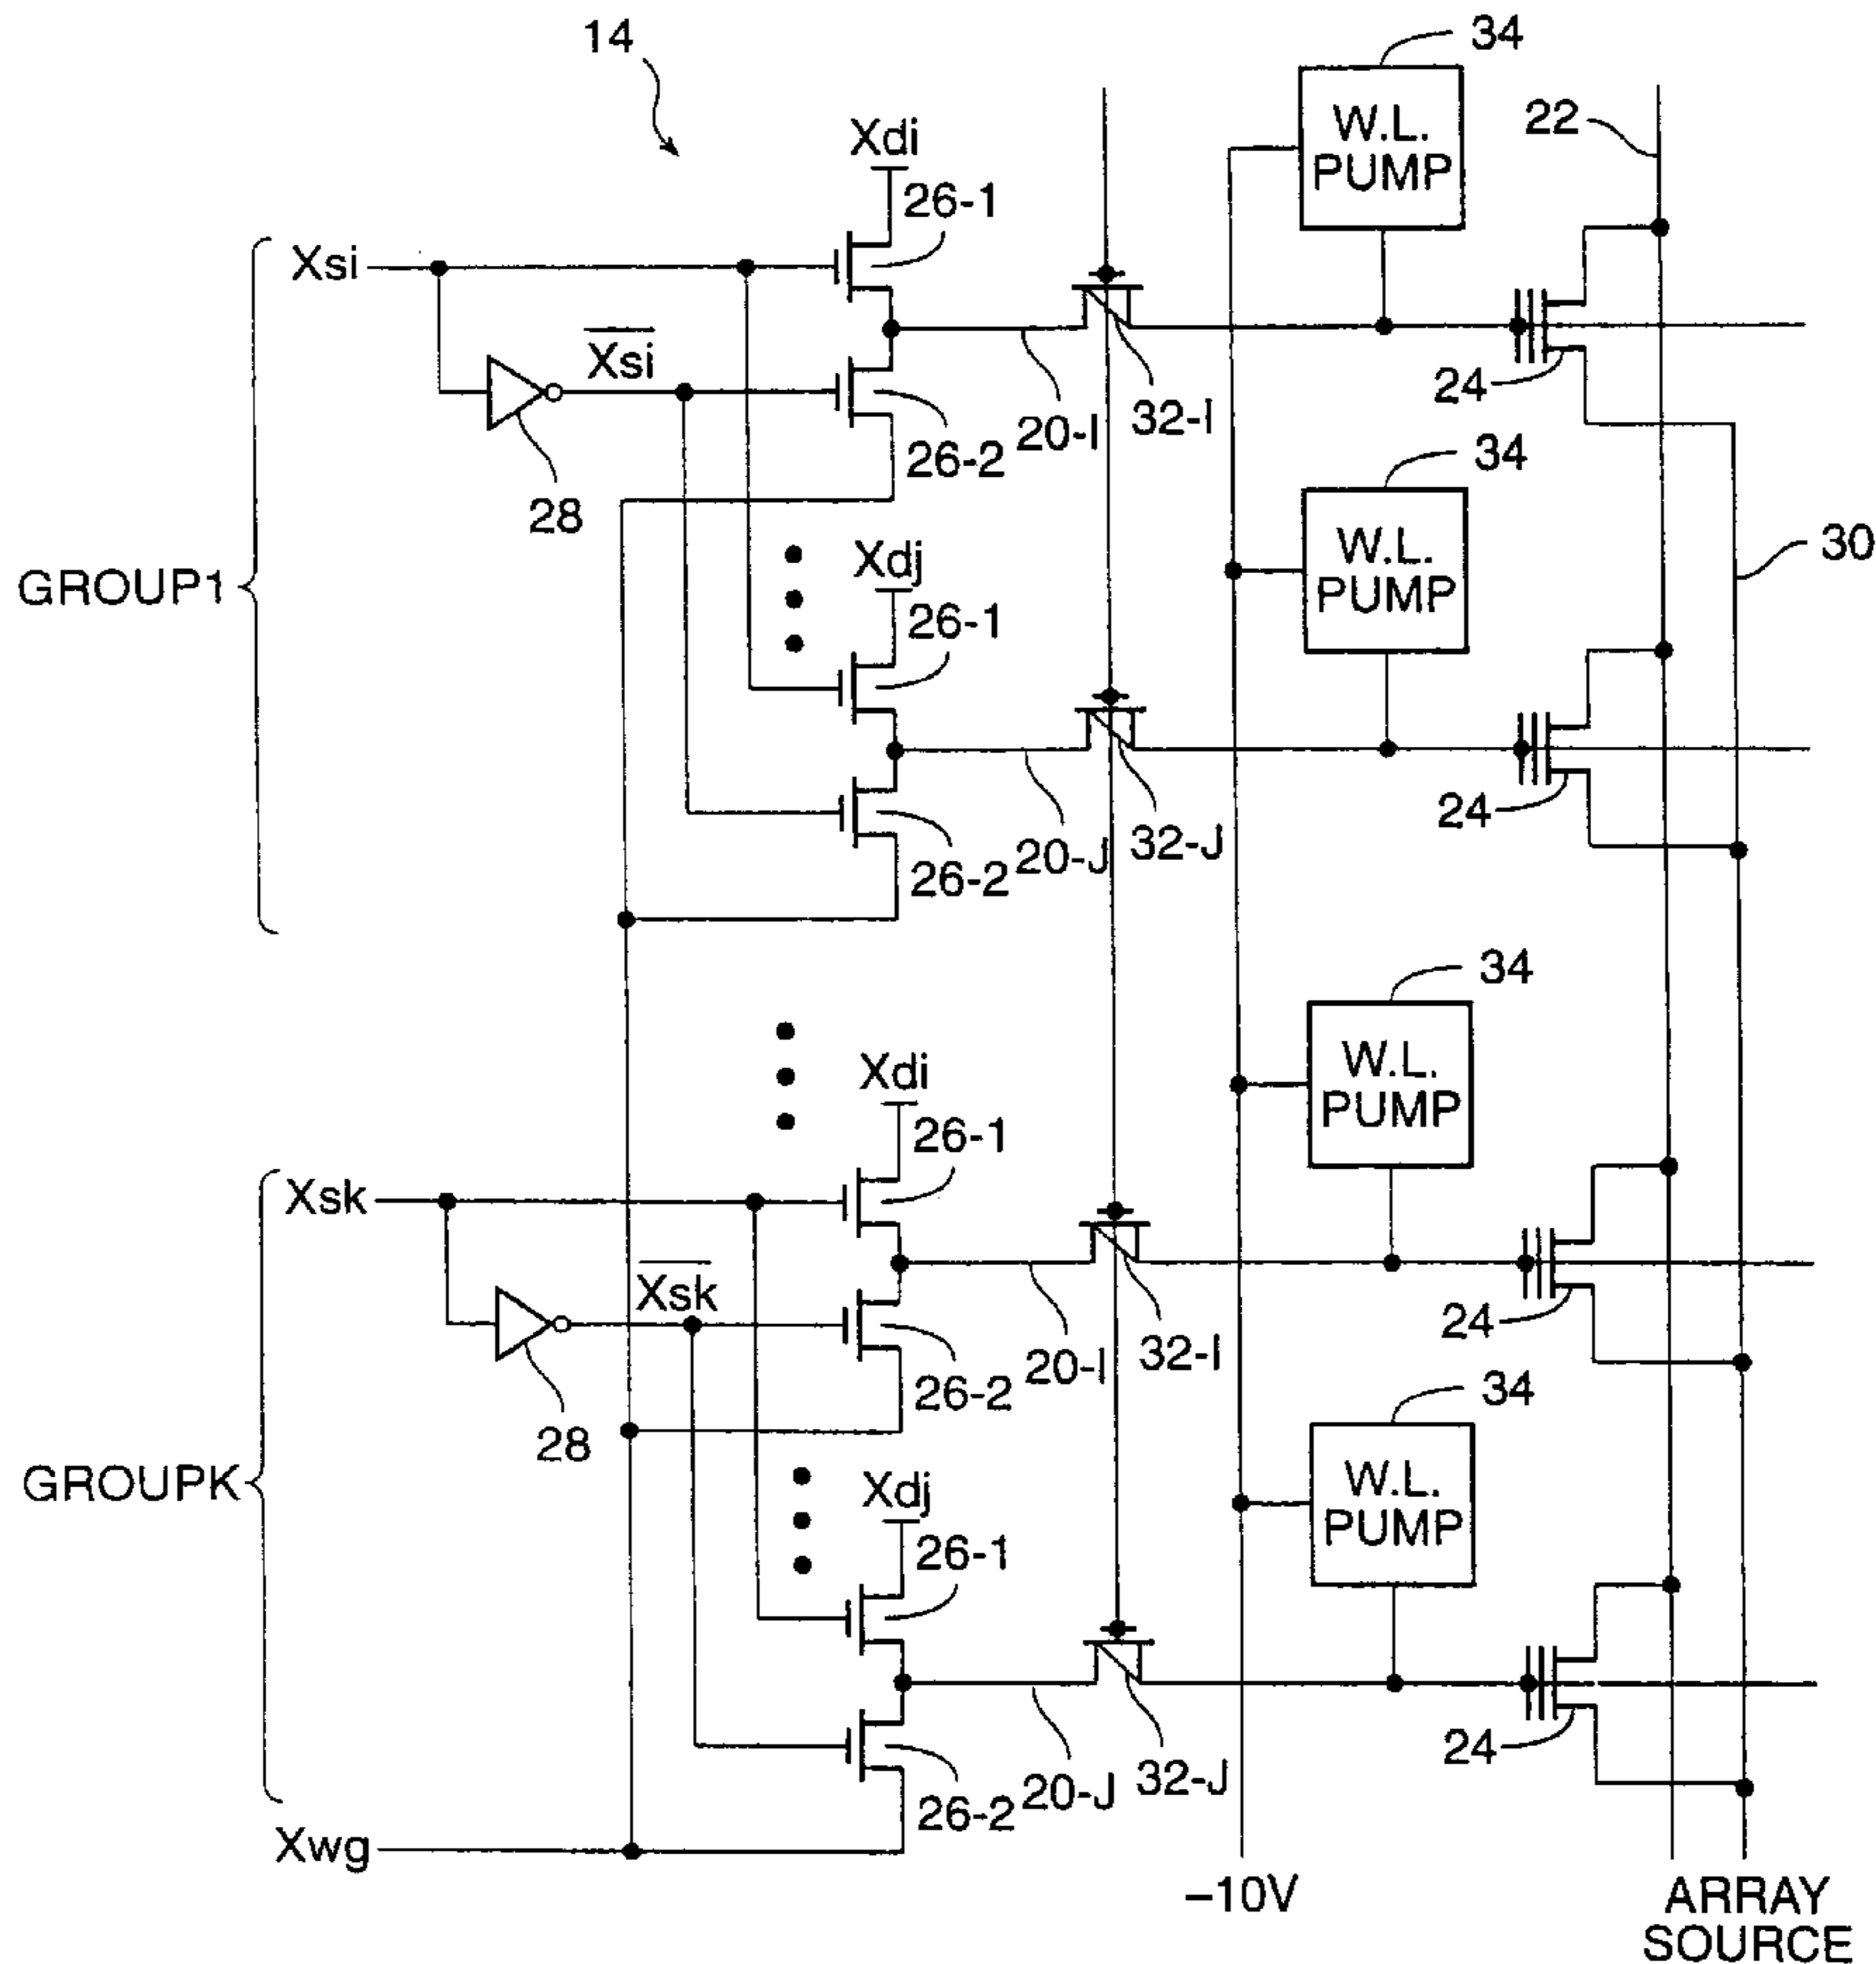 14
34
22
Xdi
W.L.
PUMP
26-1
Xsi
Xsi
24
20-I
32-I
26-2
34
28
30
Xdj
W.L.
PUMP
GROUP1
26-1
24
20-J
32-J
26-2
34
Xdi
W.L.
PUMP
26-1
Xsk
Xsk
24
20-I
32-I
26-2
34
28
GROUPK
Xdj
W.L.
PUMP
26-1
24
20-J
32-J
26-2
Xwg
–10V
ARRAY
SOURCE